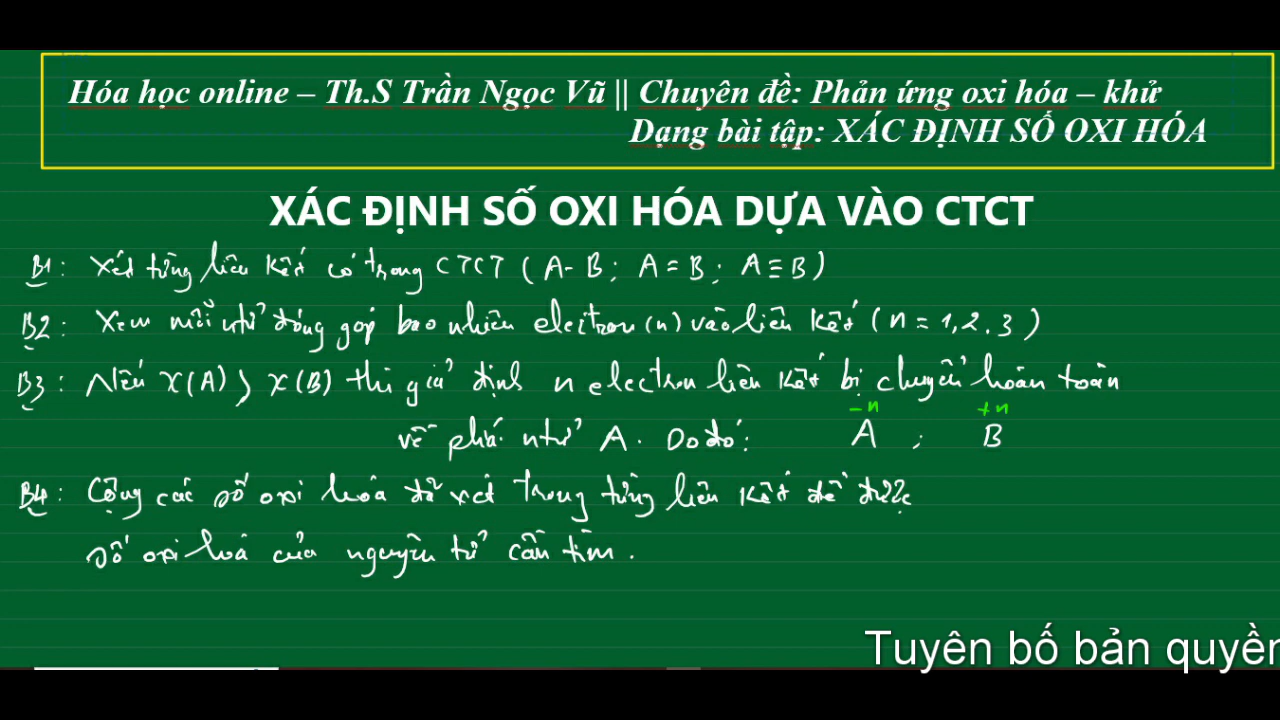 Hóa học online – Th.S Trần Ngọc Vũ || Chuyên đề: Phản ứng oxi hóa – khử
Dạng bài tập: XÁC ĐỊNH SỐ OXI HÓA
XÁC ĐỊNH SỐ OXI HÓA DỰA VÀO CTCT
B1: Xét từng liên kết có trong CTCT (A-B; A=B; A≡B)
B2: Xem mỗi ntử đóng góp bao nhiêu electron (n) vào liên kết (n = 1,2,3)
B3: Nếu χ(A) > χ(B) thì giả định n electron liên kết bị chuyển hoàn toàn
-n +n
về phía ntử A. Do đó: A ; B
B4: Cộng các số oxi hóa đã xét trong từng liên kết để được
số oxi hóa của nguyên tử cần tìm.
Tuyên bố bản quyền